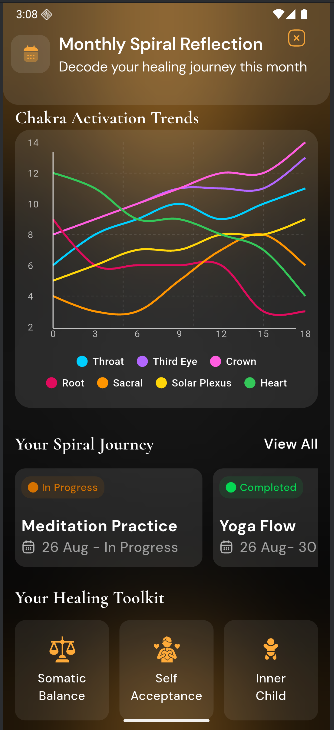 3:08
Monthly Spiral Reflection
Decode your healing journey this month
Chakra Activation Trends
14
12
10
8
6
4
2
0 3 6 9 12 15 18
Throat Third Eye Crown
Root Sacral Solar Plexus Heart
Your Spiral Journey View All
In Progress Completed
Meditation Practice Yoga Flow
26 Aug - In Progress 26 Aug- 30
Your Healing Toolkit
Somatic Self Inner
Balance Acceptance Child